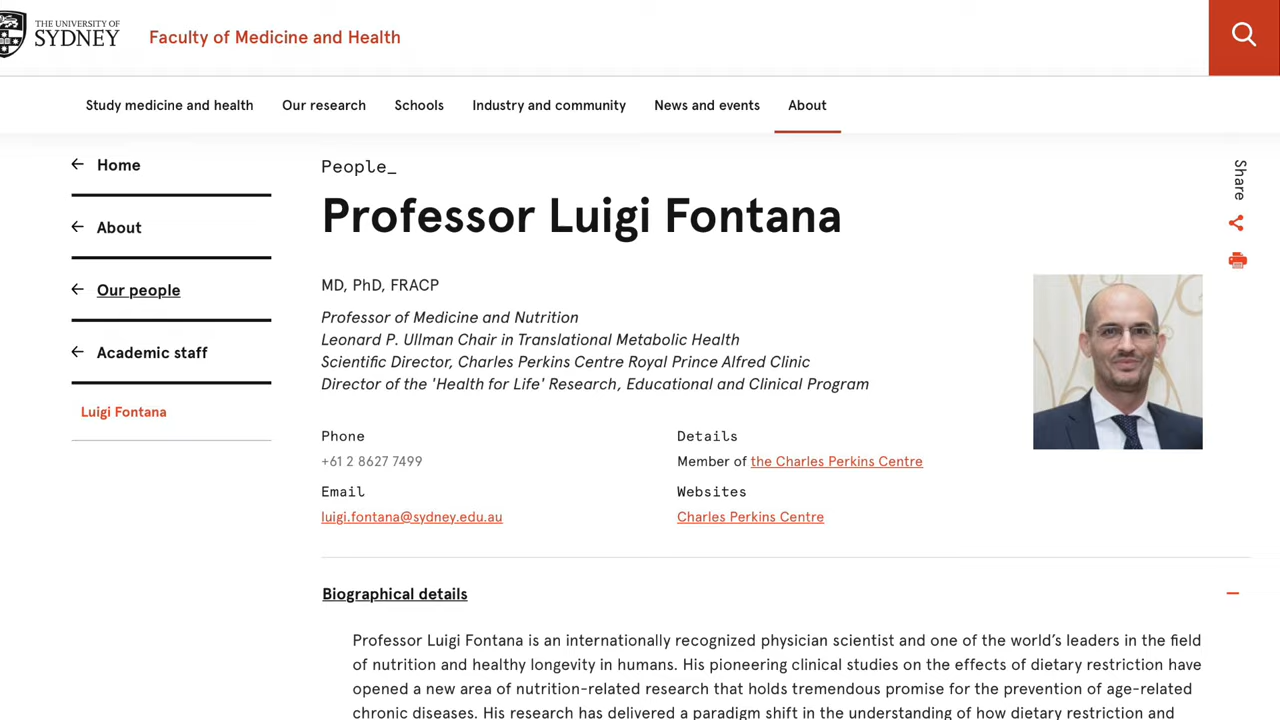 THE UNIVERSITY OF
SYDNEY
Faculty of Medicine and Health
Study medicine and health
Our research
Schools
Industry and community
News and events
About
Home
About
Our people
Academic staff
Luigi Fontana
People_
Professor Luigi Fontana
MD, PhD, FRACP
Professor of Medicine and Nutrition
Leonard P. Ullman Chair in Translational Metabolic Health
Scientific Director, Charles Perkins Centre Royal Prince Alfred Clinic
Director of the 'Health for Life' Research, Educational and Clinical Program
Phone
+61 2 8627 7499
Email
luigi.fontana@sydney.edu.au
Details
Member of the Charles Perkins Centre
Websites
Charles Perkins Centre
Share
Biographical details
Professor Luigi Fontana is an internationally recognized physician scientist and one of the world’s leaders in the field
of nutrition and healthy longevity in humans. His pioneering clinical studies on the effects of dietary restriction have
opened a new area of nutrition-related research that holds tremendous promise for the prevention of age-related
chronic diseases. His research has delivered a paradigm shift in the understanding of how dietary restriction and